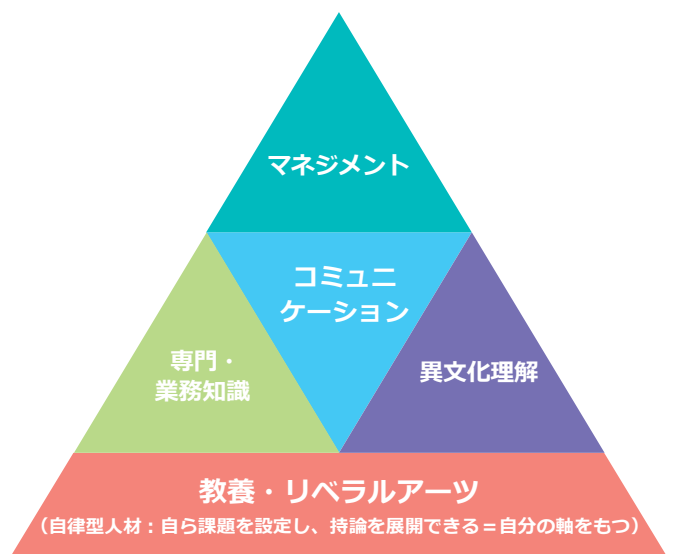 マネジメント
コミュニ
ケーション
専門・
業務知識
異文化理解
教養・リベラルアーツ
（自律型人材：自ら課題を設定し、持論を展開できる＝自分の軸をもつ）